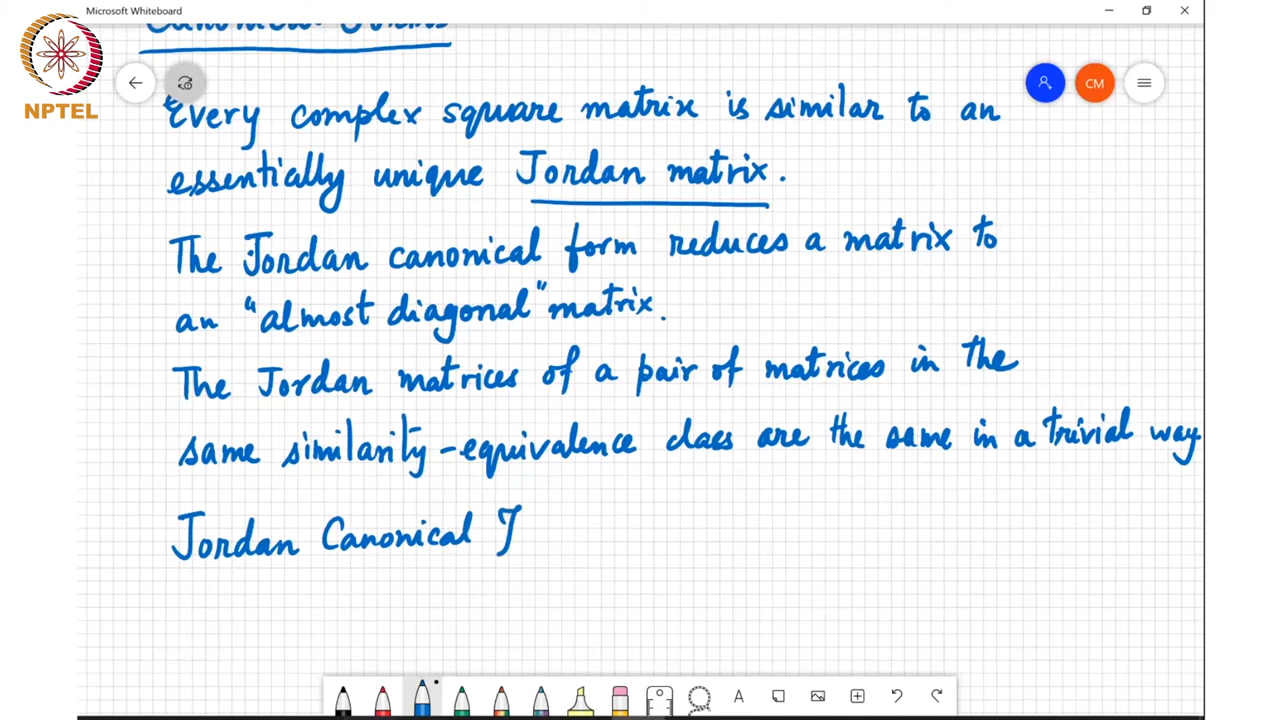 Microsoft Whiteboard
Canonical Forms
NPTEL
CM
Every complex square matrix is similar to an
essentially unique Jordan matrix.
The Jordan canonical form reduces a matrix to
an "almost diagonal" matrix.
The Jordan matrices of a pair of matrices in the
same similarity-equivalence class are the same in a trivial way
Jordan Canonical F